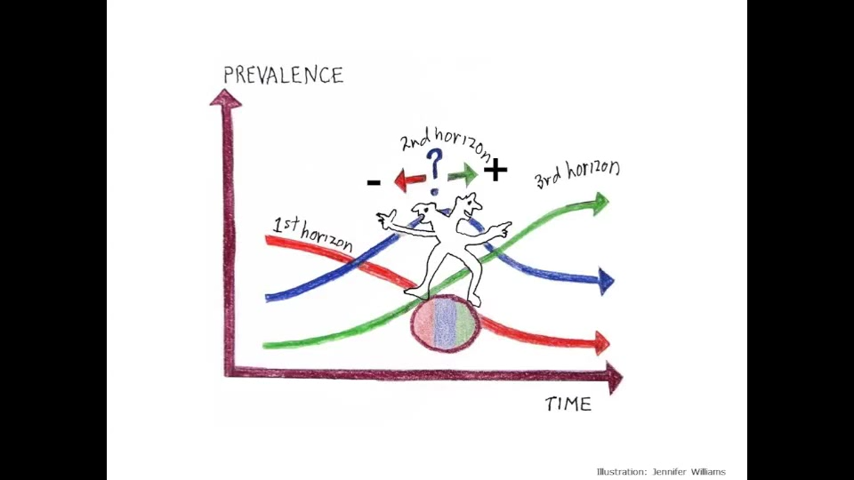 PREVALENCE
2nd horizon
?
- +
3rd horizon
1st horizon
TIME
Illustration: Jennifer Williams